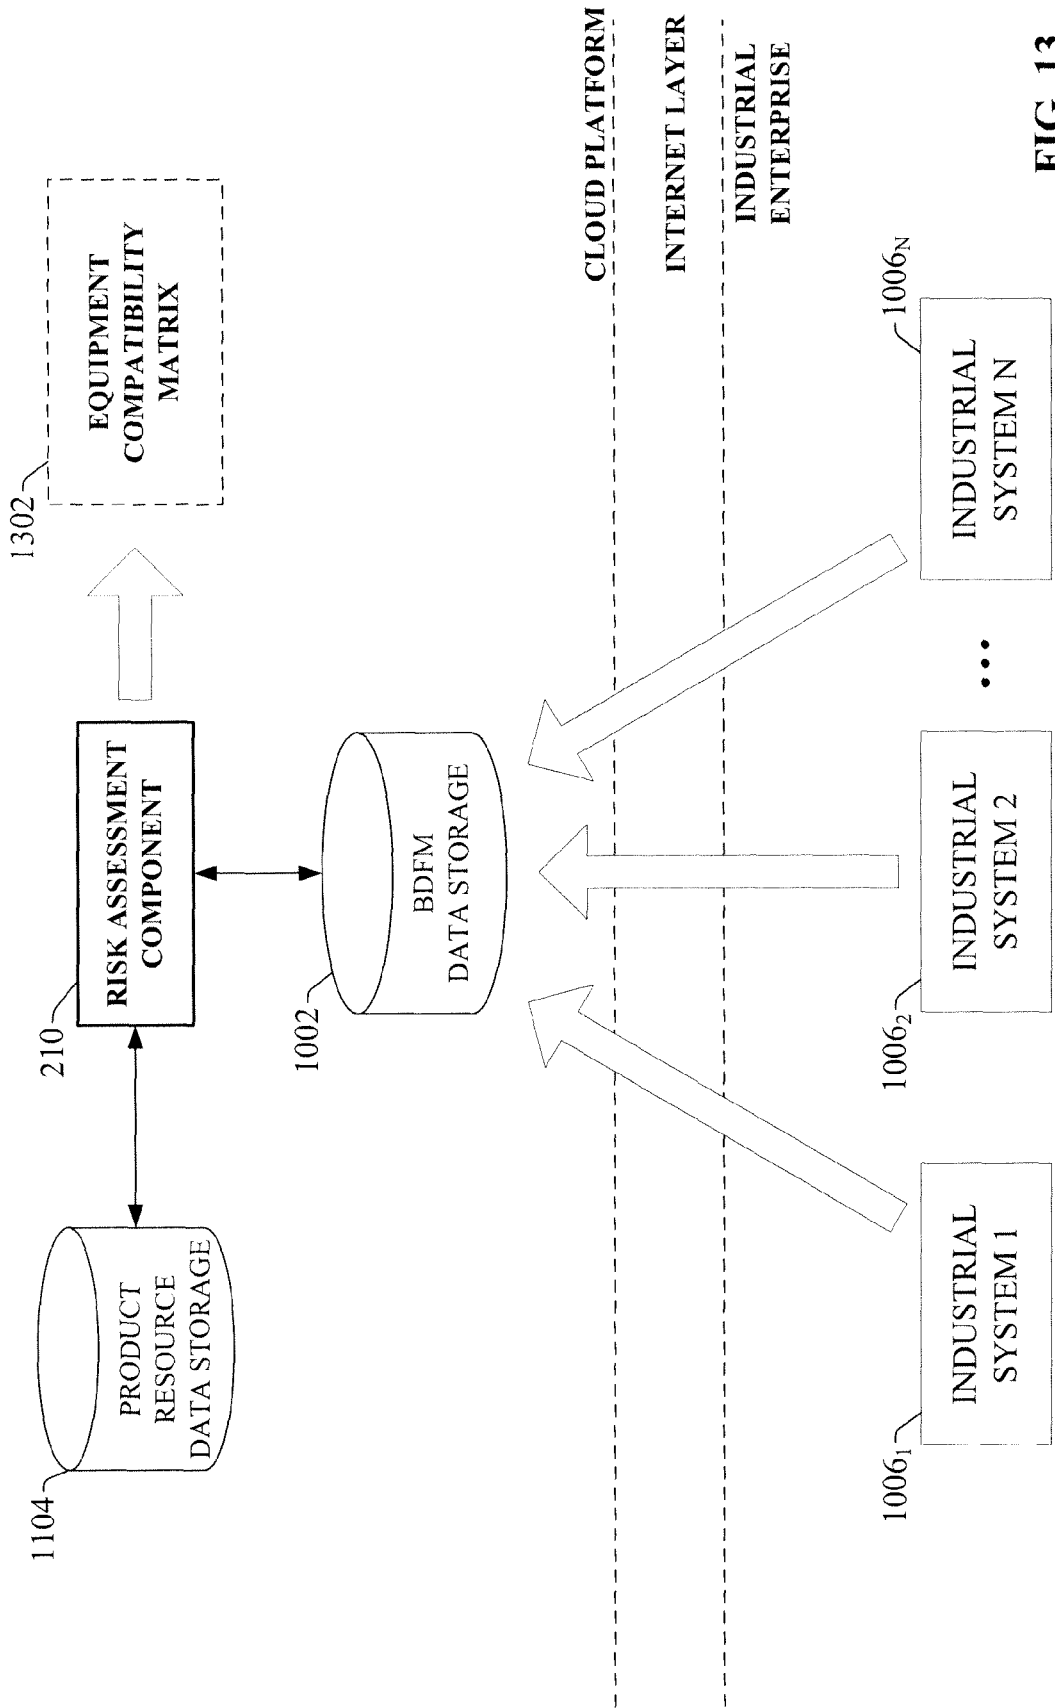 1302
EQUIPMENT
COMPATIBILITY
MATRIX
210
RISK ASSESSMENT
COMPONENT
1104
PRODUCT
RESOURCE
DATA STORAGE
1002
BDFM
DATA STORAGE
CLOUD PLATFORM
INTERNET LAYER
INDUSTRIAL
ENTERPRISE
1006₁
INDUSTRIAL
SYSTEM 1
1006₂
INDUSTRIAL
SYSTEM 2
...
1006N
INDUSTRIAL
SYSTEM N
FIG. 13